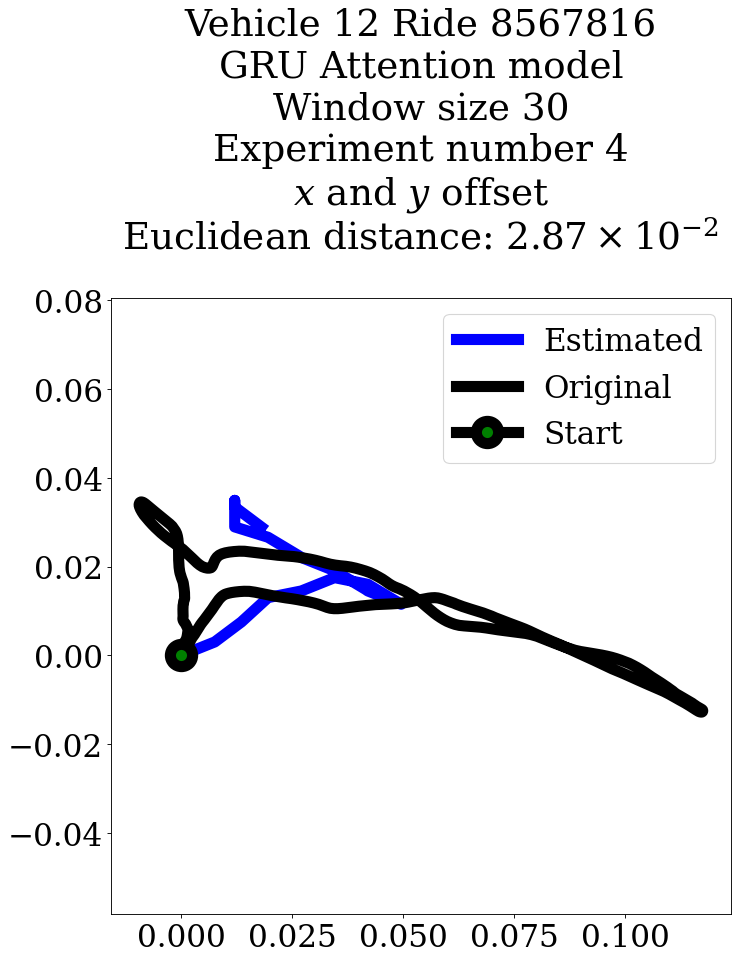 Vehicle 12 Ride 8567816
GRU Attention model
Window size 30
Experiment number 4
x and y offset
Euclidean distance: 2.87 × 10⁻²
0.08
0.06
0.04
0.02
0.00
−0.02
−0.04
Estimated
Original
Start
0.000 0.025 0.050 0.075 0.100